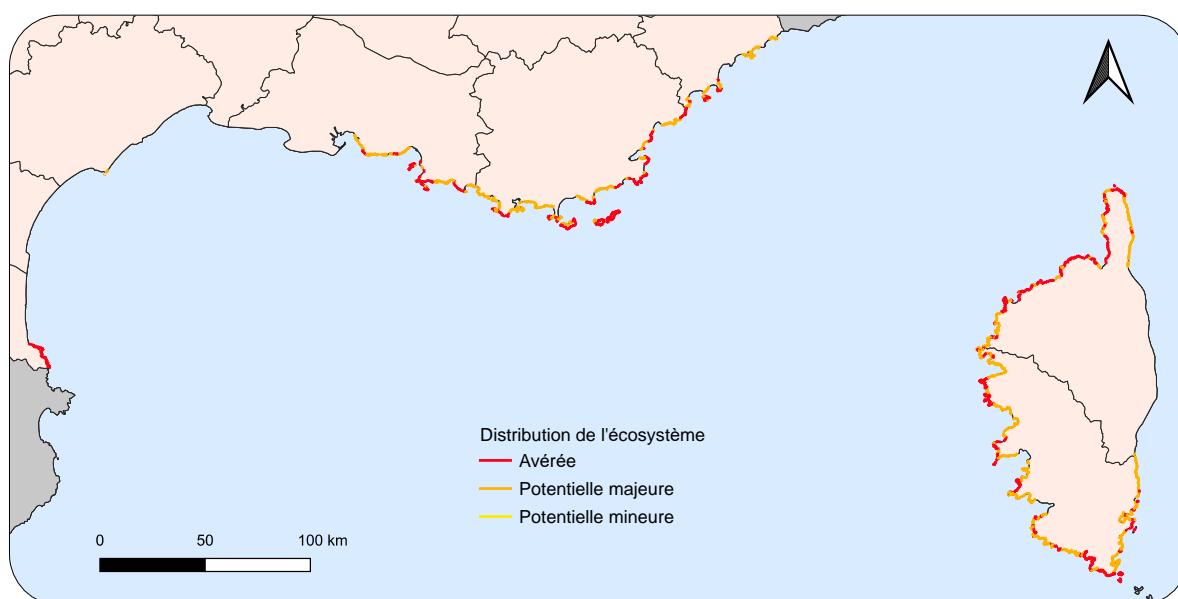 Distribution de l'écosystème
Avérée
Potentielle majeure
Potentielle mineure
0 50 100 km